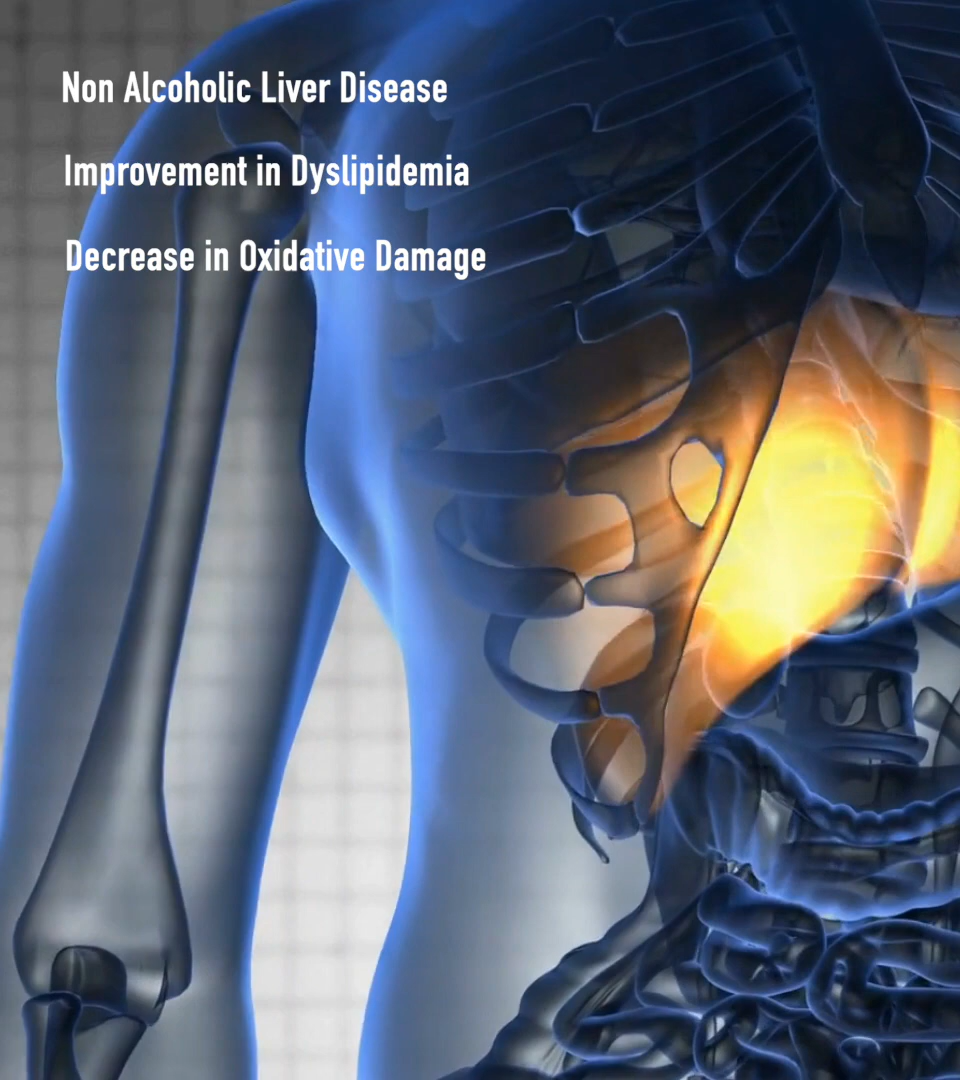 Non Alcoholic Liver Disease
Improvement in Dyslipidemia
Decrease in Oxidative Damage